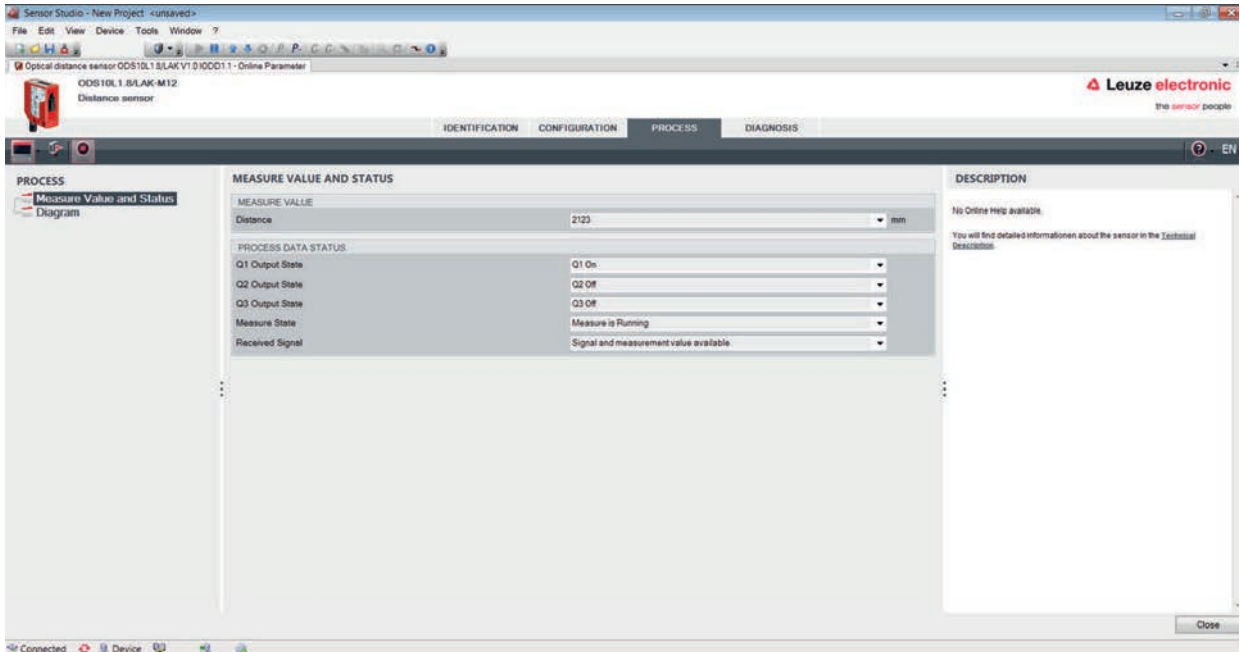 Sensor Studio - New Project <unsaved>
File Edit View Device Tools Window ?
Optical distance sensor ODS10L1.8/LAK V1.0 IODD1.1 - Online Parameter
ODS10L1.8/LAK-M12
Distance sensor
Leuze electronic
the sensor people
IDENTIFICATION CONFIGURATION PROCESS DIAGNOSIS
EN
PROCESS
Measure Value and Status
Diagram
MEASURE VALUE AND STATUS
MEASURE VALUE
Distance 2123 mm
PROCESS DATA STATUS
Q1 Output State Q1 On
Q2 Output State Q2 Off
Q3 Output State Q3 Off
Measure State Measure is Running
Received Signal Signal and measurement value available
DESCRIPTION
No Online Help available.
You will find detailed informationen about the sensor in the Technical
Description.
Close
Connected Device